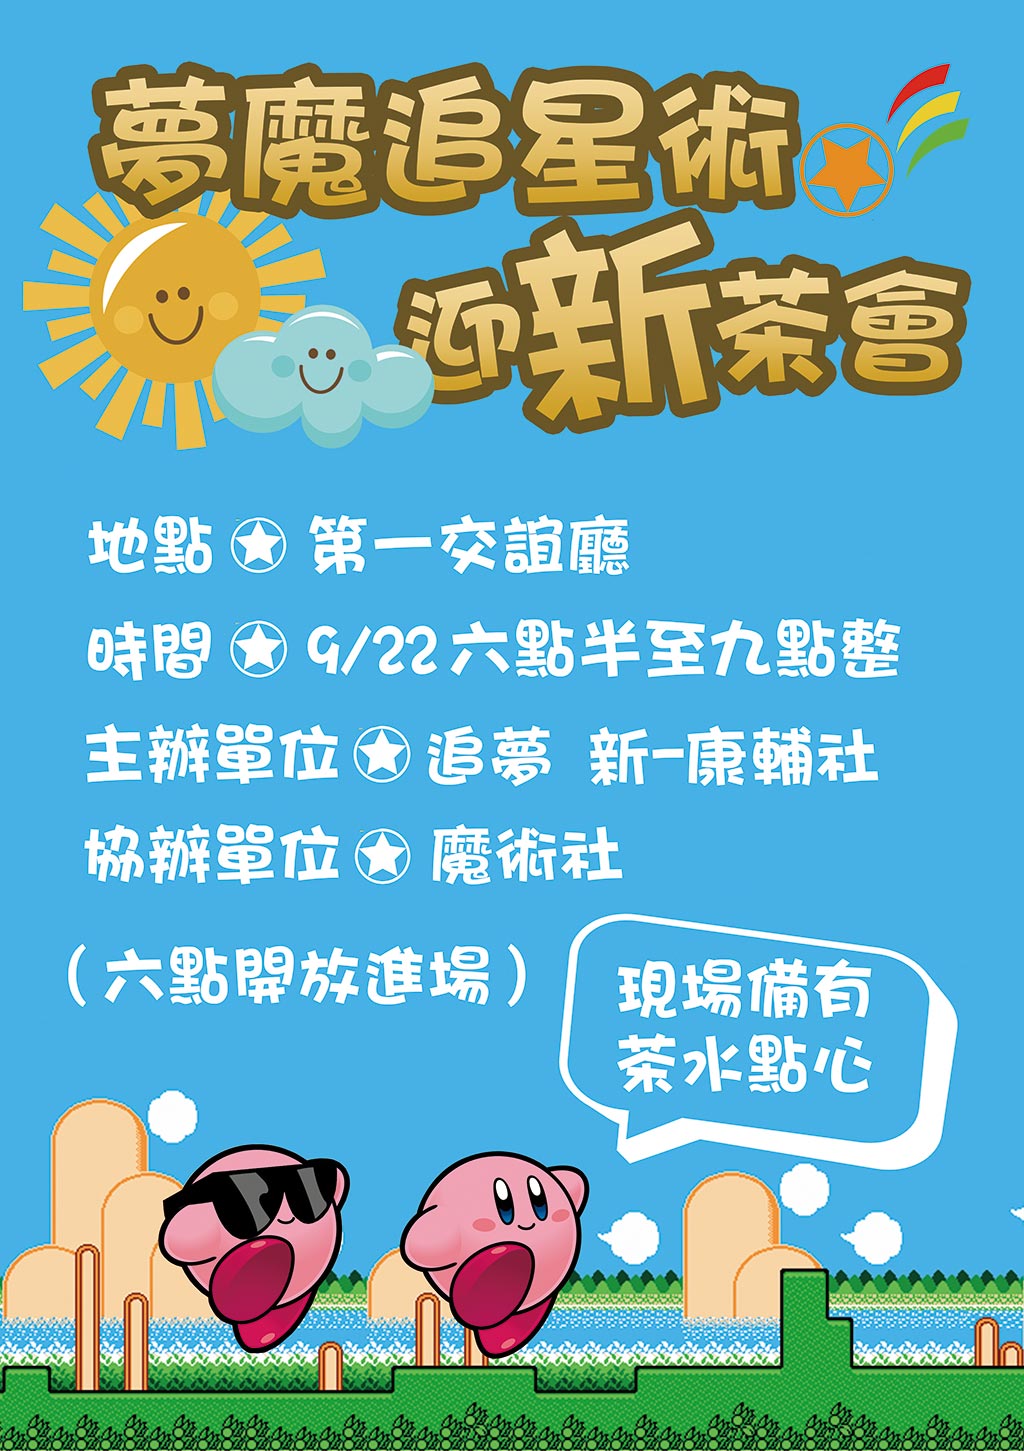 夢魔追星術
迎新茶會
地點 ✪ 第一交誼廳
時間 ✪ 9/22 六點半至九點整
主辦單位 ✪ 追夢 新-康輔社
協辦單位 ✪ 魔術社
（六點開放進場）
現場備有
茶水點心